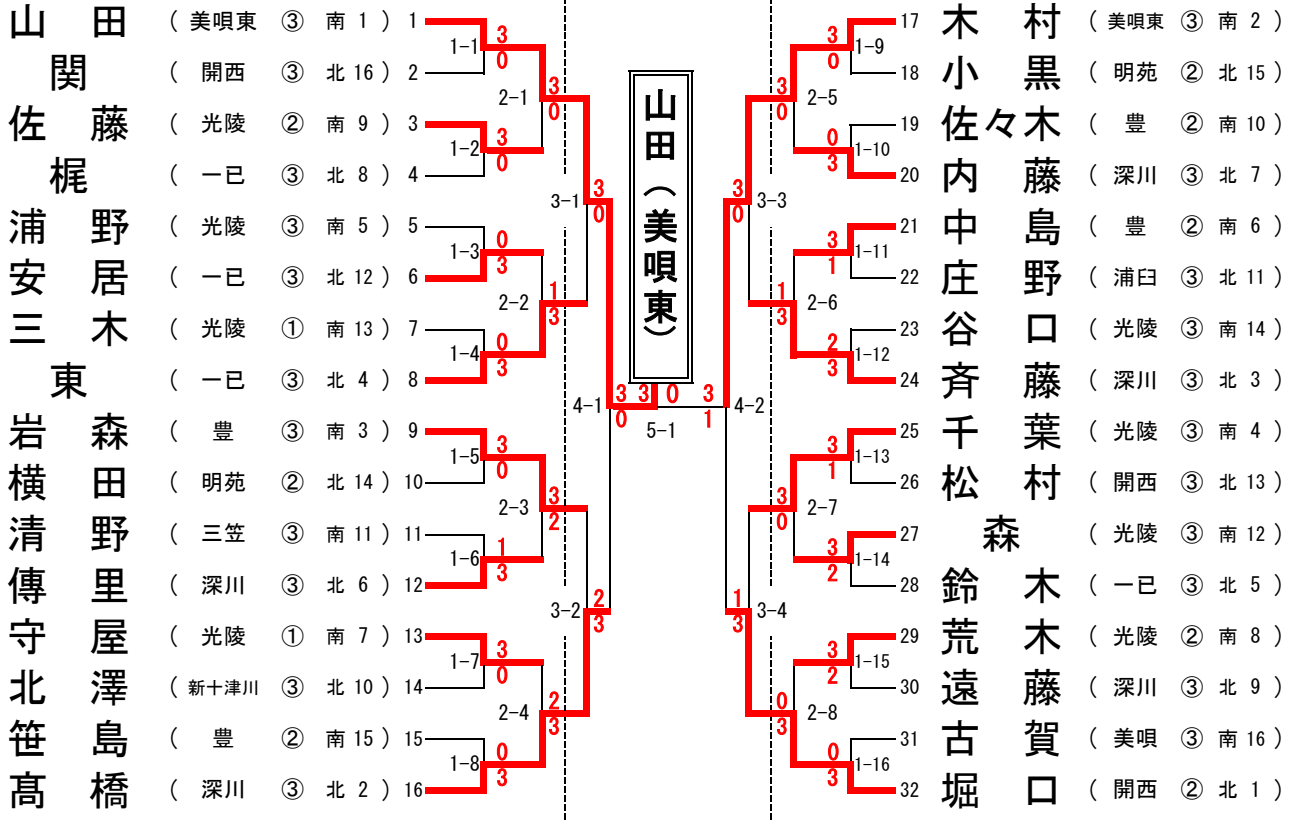 山田 ( 美唄東 ③ 南 1 ) 1
関 ( 開西 ③ 北 16 ) 2
佐藤 ( 光陵 ② 南 9 ) 3
梶 ( 一已 ③ 北 8 ) 4
浦野 ( 光陵 ③ 南 5 ) 5
安居 ( 一已 ③ 北 12 ) 6
三木 ( 光陵 ① 南 13 ) 7
東 ( 一已 ③ 北 4 ) 8
岩森 ( 豊 ③ 南 3 ) 9
横田 ( 明苑 ② 北 14 ) 10
清野 ( 三笠 ③ 南 11 ) 11
傳里 ( 深川 ③ 北 6 ) 12
守屋 ( 光陵 ① 南 7 ) 13
北澤 ( 新十津川 ③ 北 10 ) 14
笹島 ( 豊 ② 南 15 ) 15
髙橋 ( 深川 ③ 北 2 ) 16
1-1 3 0
1-2 3 0
1-3 0 3
1-4 0 3
1-5 3 0
1-6 1 3
1-7 3 0
1-8 0 3
2-1 3 0
2-2 1 3
2-3 3 2
2-4 2 3
3-1 3 0
3-2 2 3
4-1 3 0
山田(美唄東)
3 0
5-1
3 1 4-2
3 0 3-3
1 3 3-4
3 0 2-5
1 3 2-6
3 0 2-7
0 3 2-8
3 0 1-9
0 3 1-10
3 1 1-11
2 3 1-12
3 1 1-13
3 2 1-14
3 2 1-15
0 3 1-16
17 木村 ( 美唄東 ③ 南 2 )
18 小黒 ( 明苑 ② 北 15 )
19 佐々木 ( 豊 ② 南 10 )
20 内藤 ( 深川 ③ 北 7 )
21 中島 ( 豊 ② 南 6 )
22 庄野 ( 浦臼 ③ 北 11 )
23 谷口 ( 光陵 ③ 南 14 )
24 斉藤 ( 深川 ③ 北 3 )
25 千葉 ( 光陵 ③ 南 4 )
26 松村 ( 開西 ③ 北 13 )
27 森 ( 光陵 ③ 南 12 )
28 鈴木 ( 一已 ③ 北 5 )
29 荒木 ( 光陵 ② 南 8 )
30 遠藤 ( 深川 ③ 北 9 )
31 古賀 ( 美唄 ③ 南 16 )
32 堀口 ( 開西 ② 北 1 )